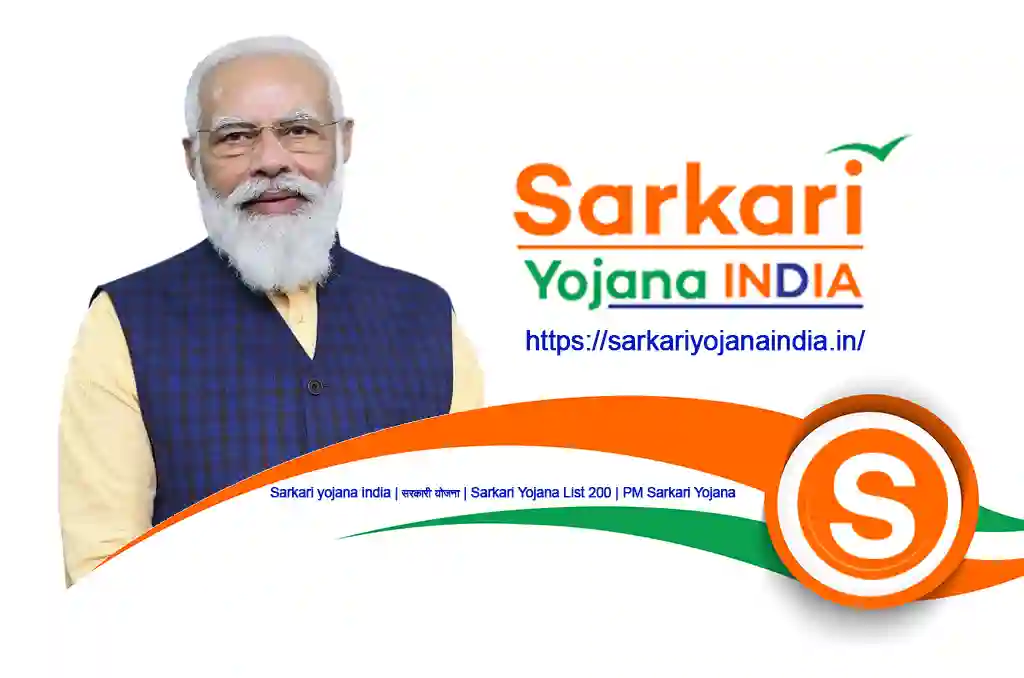 Sarkari
Yojana INDIA
https://sarkariyojanaindia.in/
Sarkari yojana india | सरकारी योजना | Sarkari Yojana List 200 | PM Sarkari Yojana
S